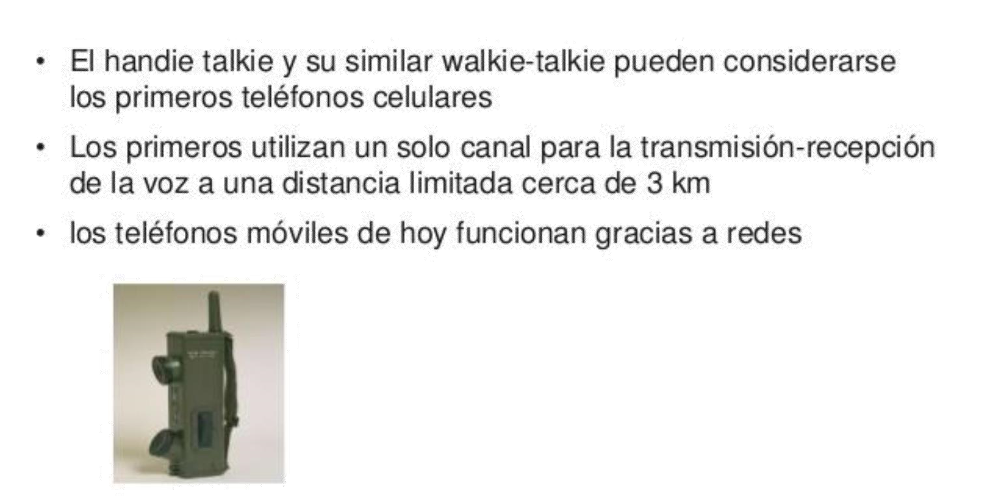 • El handie talkie y su similar walkie-talkie pueden considerarse
los primeros teléfonos celulares
• Los primeros utilizan un solo canal para la transmisión-recepción
de la voz a una distancia limitada cerca de 3 km
• los teléfonos móviles de hoy funcionan gracias a redes